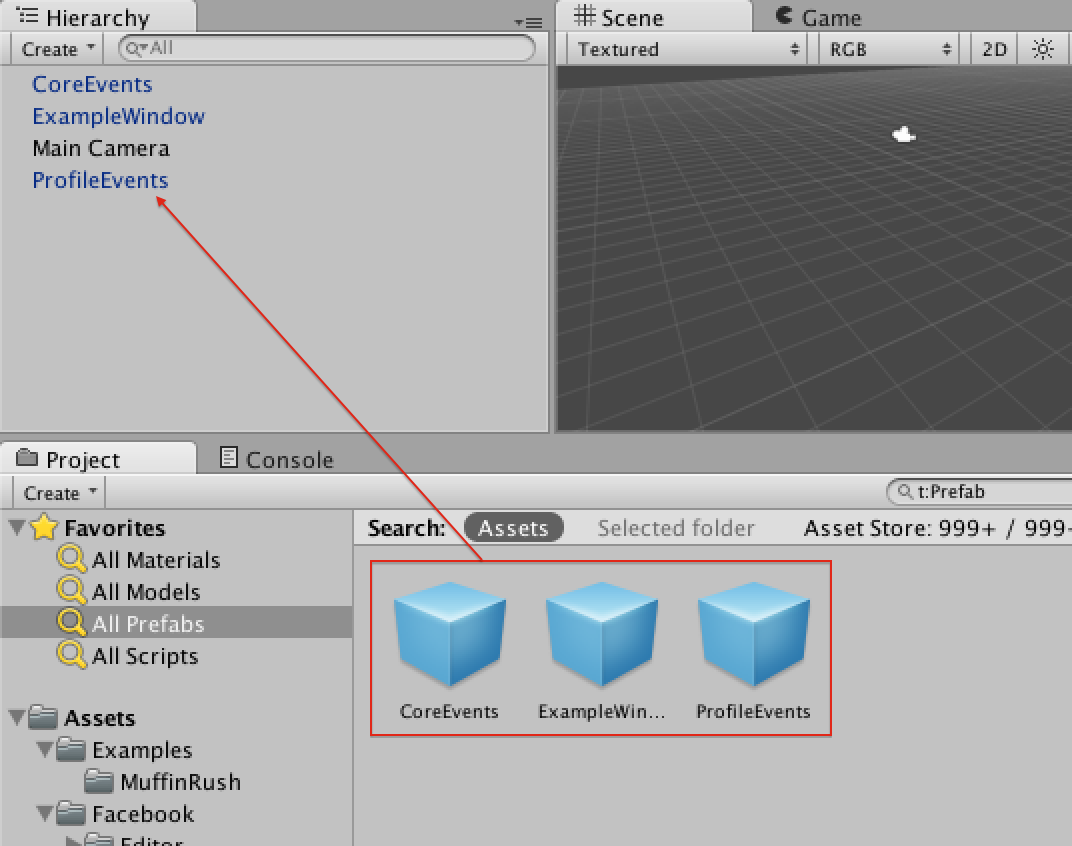 Hierarchy
Create
All
CoreEvents
ExampleWindow
Main Camera
ProfileEvents
Scene
Game
Textured
RGB
2D
Project
Console
Create
t:Prefab
Favorites
All Materials
All Models
All Prefabs
All Scripts
Assets
Examples
MuffinRush
Facebook
Editor
Search: Assets Selected folder Asset Store: 999+ / 999+
CoreEvents
ExampleWin...
ProfileEvents